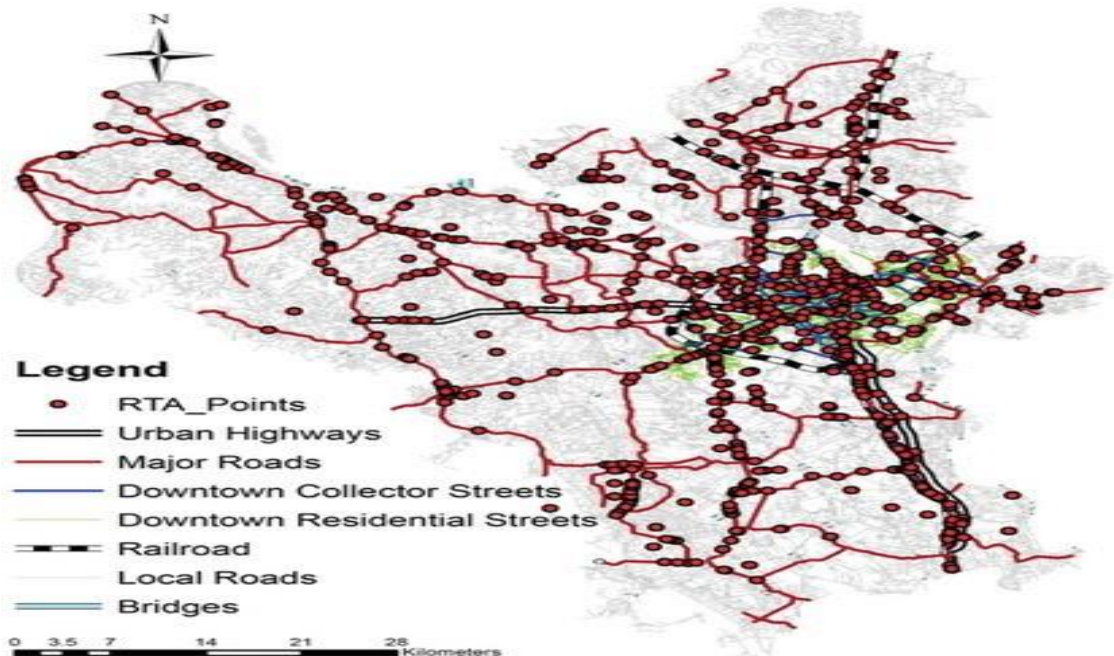 N
Legend
RTA_Points
Urban Highways
Major Roads
Downtown Collector Streets
Downtown Residential Streets
Railroad
Local Roads
Bridges
0 3.5 7 14 21 28
Kilometers